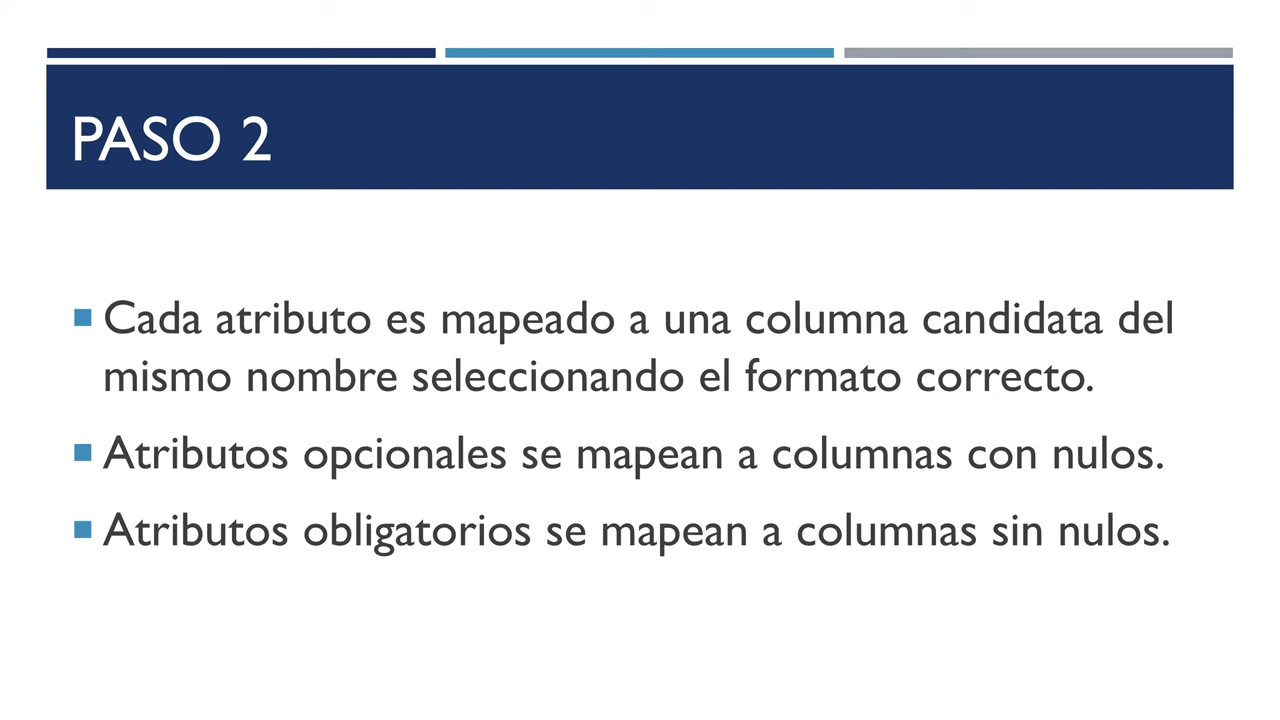 PASO 2
Cada atributo es mapeado a una columna candidata del
mismo nombre seleccionando el formato correcto.
Atributos opcionales se mapean a columnas con nulos.
Atributos obligatorios se mapean a columnas sin nulos.